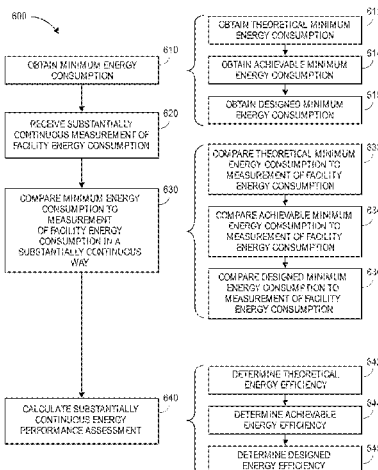 600
610
OBTAIN MINIMUM ENERGY
CONSUMPTION
620
RECEIVE SUBSTANTIALLY
CONTINUOUS MEASUREMENT OF
FACILITY ENERGY CONSUMPTION
630
COMPARE MINIMUM ENERGY
CONSUMPTION TO
MEASUREMENT
OF FACILITY ENERGY
CONSUMPTION IN A
SUBSTANTIALLY CONTINUOUS
WAY
640
CALCULATE SUBSTANTIALLY
CONTINUOUS ENERGY
PERFORMANCE ASSESSMENT
OBTAIN THEORETICAL MINIMUM
ENERGY CONSUMPTION
OBTAIN ACHIEVABLE MINIMUM
ENERGY CONSUMPTION
OBTAIN DESIGNED MINIMUM
ENERGY CONSUMPTION
COMPARE THEORETICAL MINIMUM
ENERGY CONSUMPTION TO
MEASUREMENT OF FACILITY
ENERGY CONSUMPTION
COMPARE ACHIEVABLE MINIMUM
ENERGY CONSUMPTION TO
MEASUREMENT OF FACILITY
ENERGY CONSUMPTION
COMPARE DESIGNED MINIMUM
ENERGY CONSUMPTION TO
MEASUREMENT OF FACILITY
ENERGY CONSUMPTION
DETERMINE THEORETICAL
ENERGY EFFICIENCY
DETERMINE ACHIEVABLE
ENERGY EFFICIENCY
DETERMINE DESIGNED
ENERGY EFFICIENCY